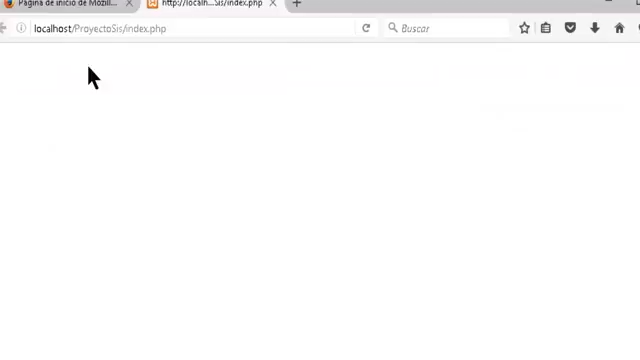 Página de inicio de Mozill...
http://localh...Sis/index.php
localhost/ProyectoSis/index.php
Buscar